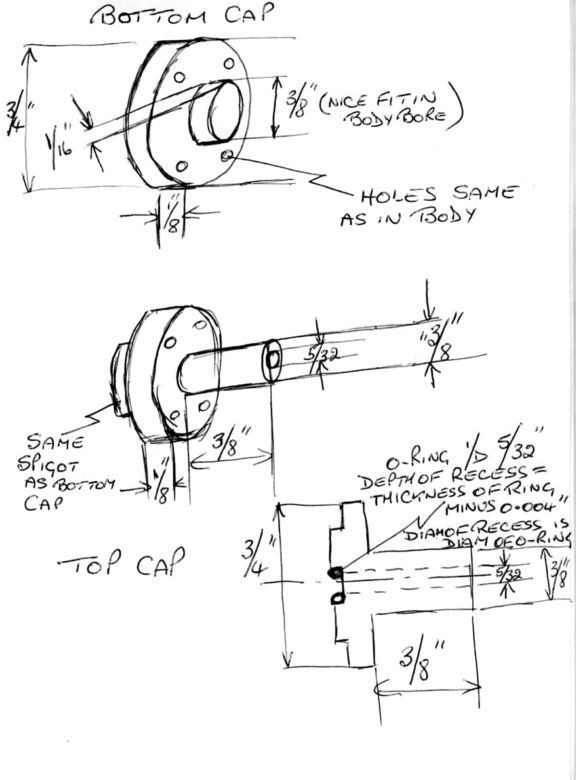 BOTTOM CAP
3/4"
1/16"
3/8" (NICE FIT IN
BODY BORE)
HOLES SAME
AS IN BODY
1/8"
5/32
3/8"
SAME
SPIGOT
AS BOTTOM
CAP
3/8"
1/8"
TOP CAP
O-RING I/D 5/32"
DEPTH OF RECESS =
THICKNESS OF RING
MINUS 0.004"
DIAM OF RECESS IS
DIAM OF O-RING
3/4"
5/32
3/8"
3/8"